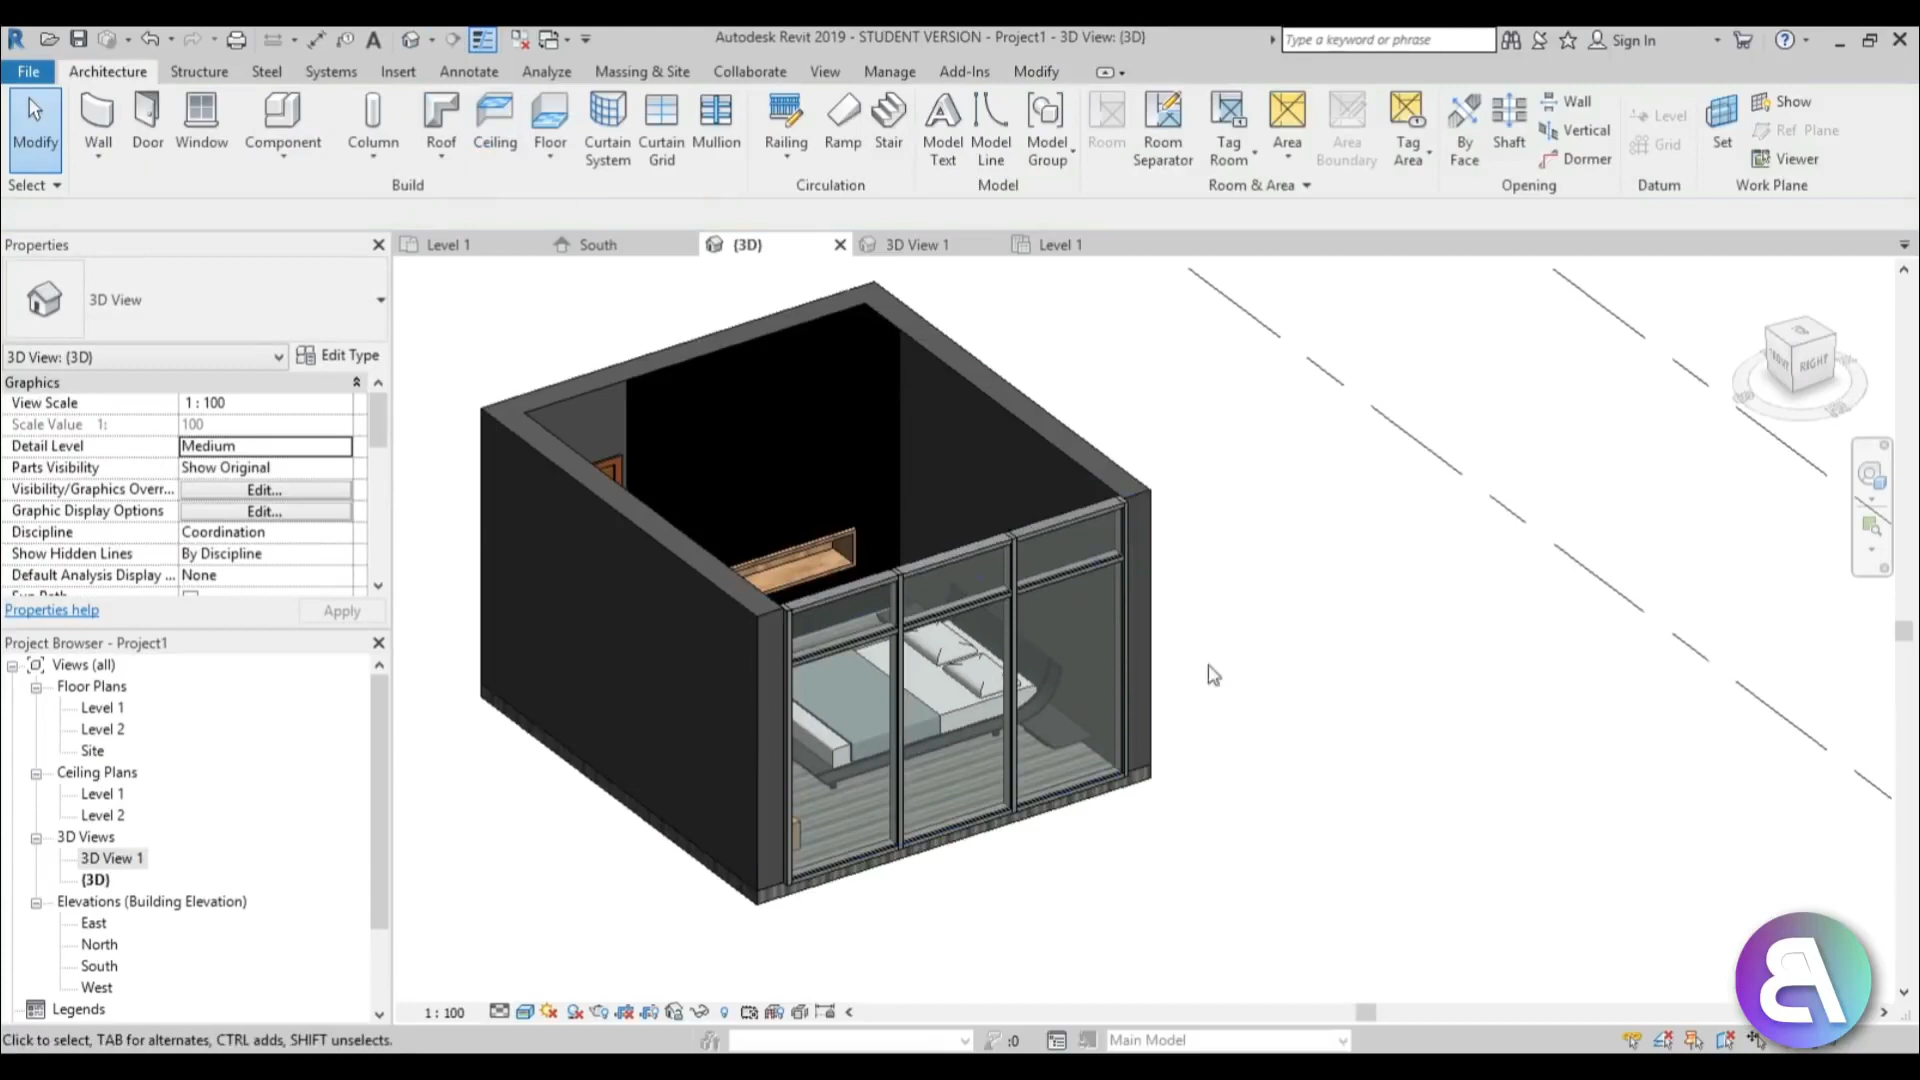 Autodesk Revit 2019 - STUDENT VERSION - Project1 - 3D View: {3D}
Type a keyword or phrase
Sign In
File Architecture Structure Steel Systems Insert Annotate Analyze Massing & Site Collaborate View Manage Add-Ins Modify
Modify
Wall
Door
Window
Component
Column
Roof
Ceiling
Floor
Curtain System
Curtain Grid
Mullion
Railing
Ramp
Stair
Model Text
Model Line
Model Group
Room
Room Separator
Tag Room
Area
Area Boundary
Tag Area
By Face
Shaft
Wall
Vertical
Dormer
Level
Grid
Set
Show
Ref Plane
Viewer
Select Build Circulation Model Room & Area Opening Datum Work Plane
Properties
Level 1 South {3D} 3D View 1 Level 1
3D View
3D View: {3D} Edit Type
Graphics
View Scale 1 : 100
Scale Value 1: 100
Detail Level Medium
Parts Visibility Show Original
Visibility/Graphics Overr... Edit...
Graphic Display Options Edit...
Discipline Coordination
Show Hidden Lines By Discipline
Default Analysis Display ... None
Properties help Apply
Project Browser - Project1
Views (all)
Floor Plans
Level 1
Level 2
Site
Ceiling Plans
Level 1
Level 2
3D Views
3D View 1
{3D}
Elevations (Building Elevation)
East
North
South
West
Legends
RIGHT
1 : 100
Click to select, TAB for alternates, CTRL adds, SHIFT unselects.
:0
Main Model